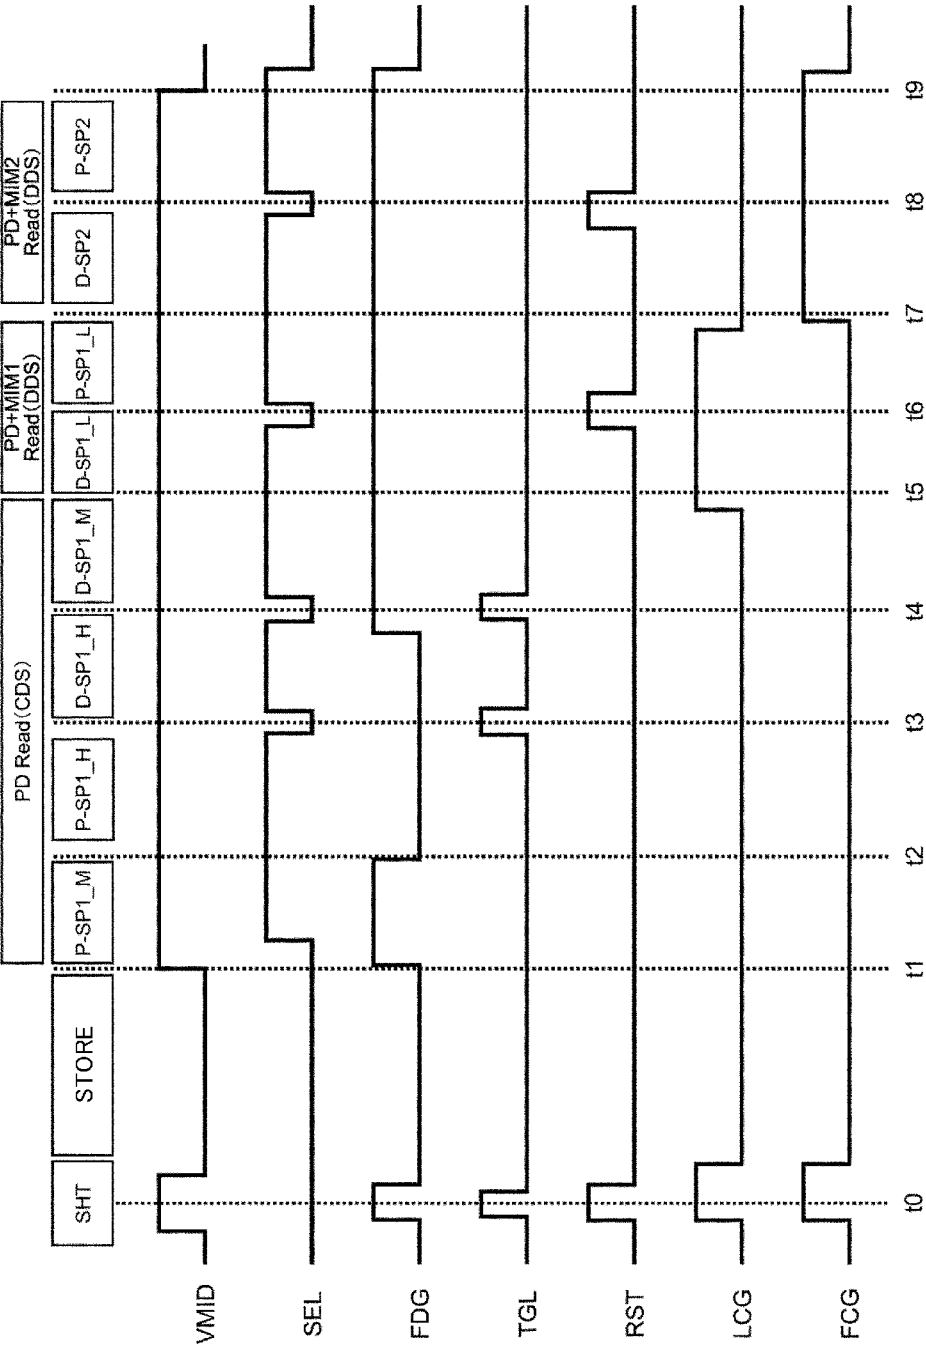 PD Read(CDS)
PD+MIM1
Read(DDS)
PD+MIM2
Read(DDS)
SHT
STORE
P-SP1_M
P-SP1_H
D-SP1_H
D-SP1_M
D-SP1_L
P-SP1_L
D-SP2
P-SP2
VMID
SEL
FDG
TGL
RST
LCG
FCG
t0
t1
t2
t3
t4
t5
t6
t7
t8
t9